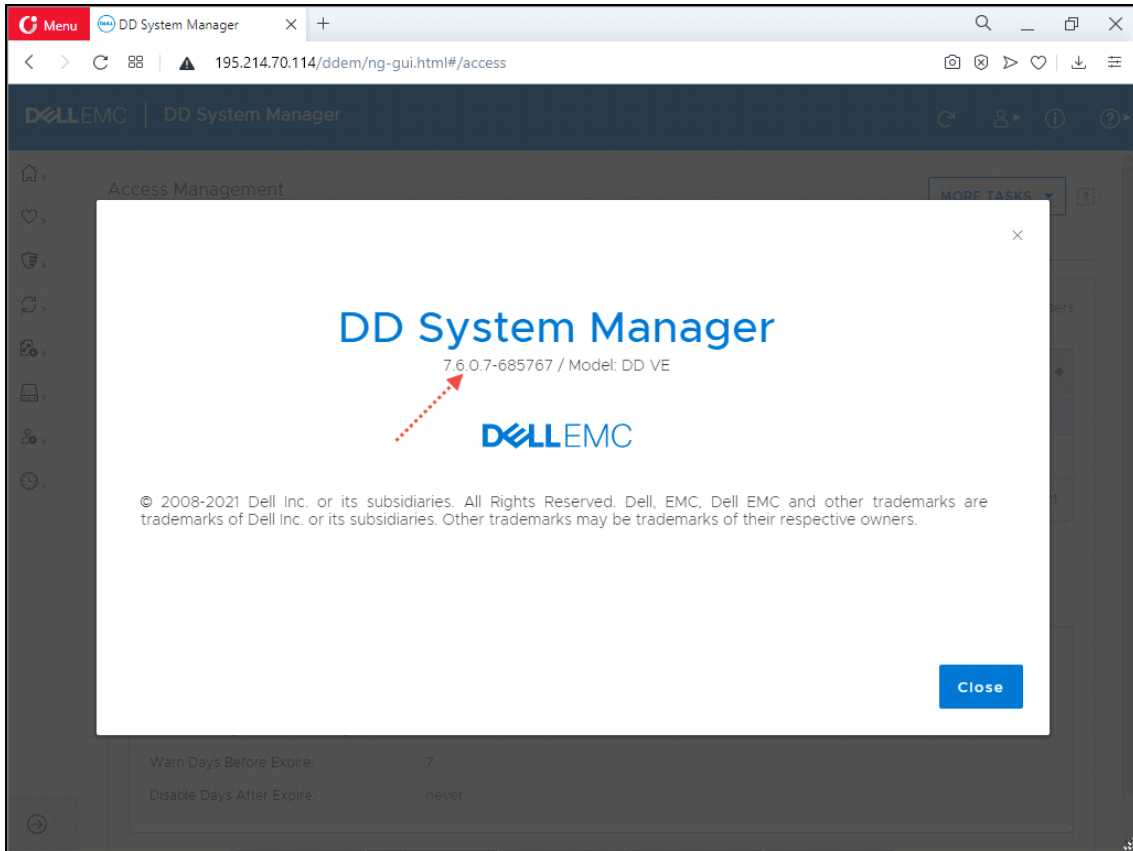 Menu
DD System Manager
195.214.70.114/ddem/ng-gui.html#/access
DELLEMC DD System Manager
Access Management
MORE TASKS
sers
DD System Manager
7.6.0.7-685767 / Model: DD VE
DELLEMC
© 2008-2021 Dell Inc. or its subsidiaries. All Rights Reserved. Dell, EMC, Dell EMC and other trademarks are
trademarks of Dell Inc. or its subsidiaries. Other trademarks may be trademarks of their respective owners.
Close
Warn Days Before Expire: 7
Disable Days After Expire: never